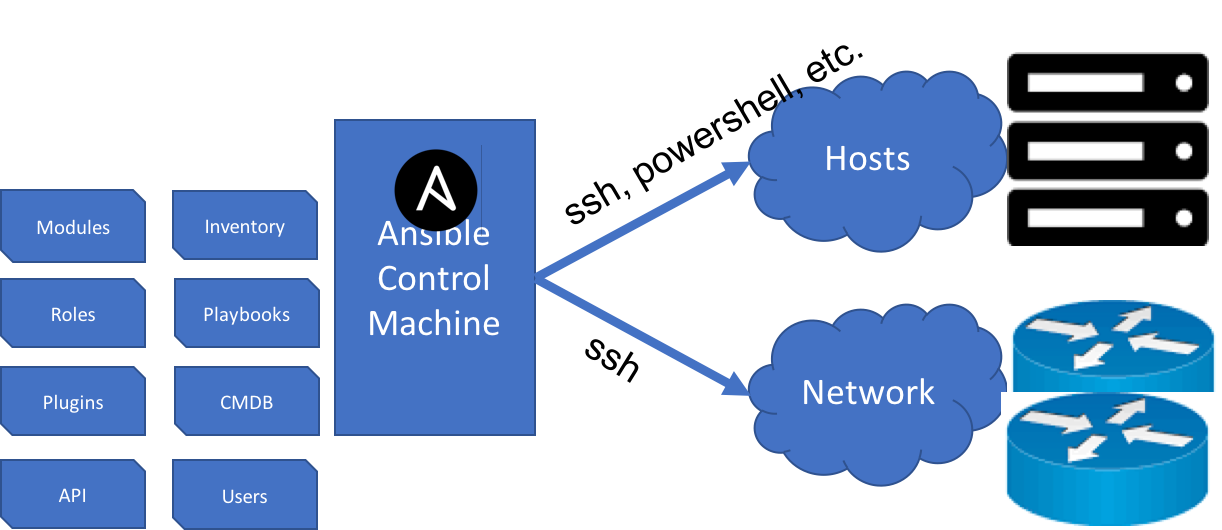 Modules
Inventory
Roles
Playbooks
Plugins
CMDB
API
Users
Ansible
Control
Machine
ssh, powershell, etc.
ssh
Hosts
Network